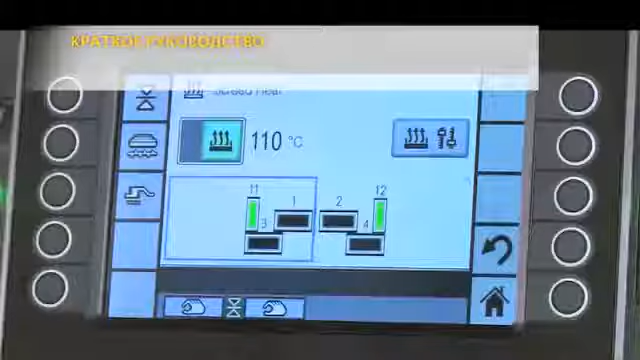 КРАТКОЕ РУКОВОДСТВО
Screed Heat
110 °C
11 12
1 2
3 4